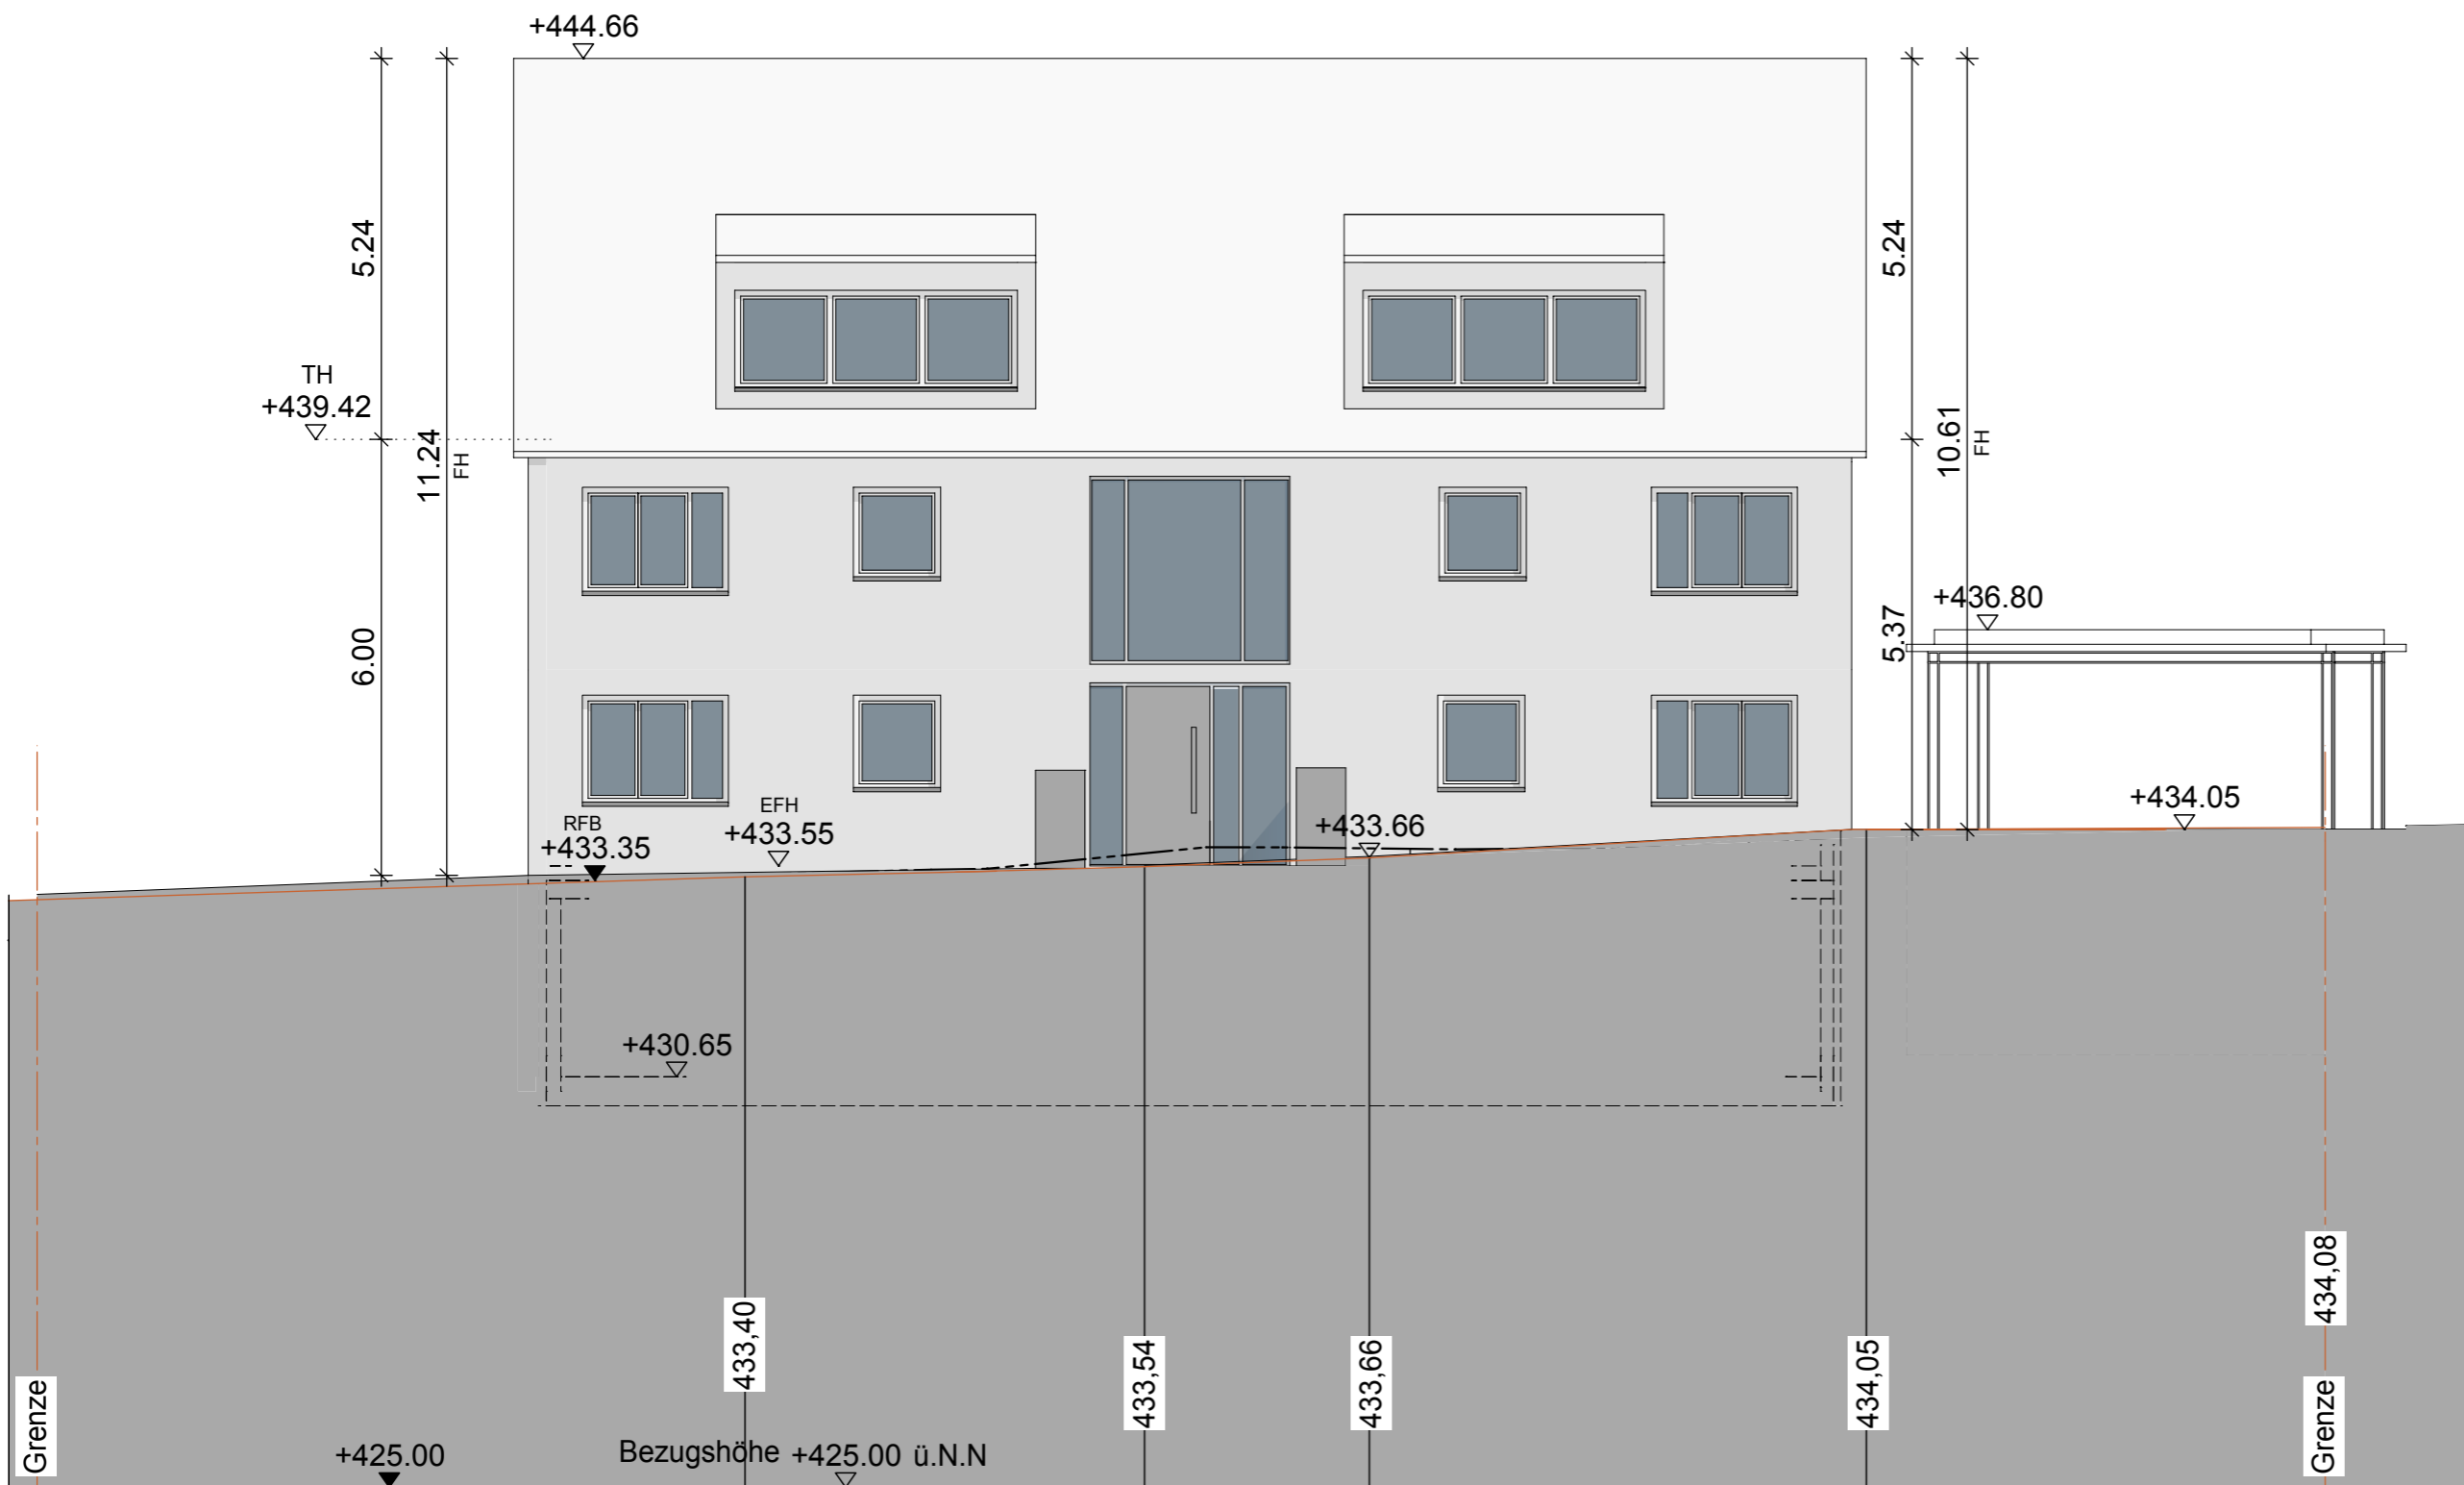 +444.66
5.24
5.24
TH
+439.42
11.24
FH
10.61
FH
+436.80
5.37
6.00
+434.05
EFH
+433.55
RFB
+433.35
+433.66
+430.65
434,08
433,40
433,54
433,66
434,05
Grenze
Grenze
+425.00
Bezugshöhe +425.00 ü.N.N